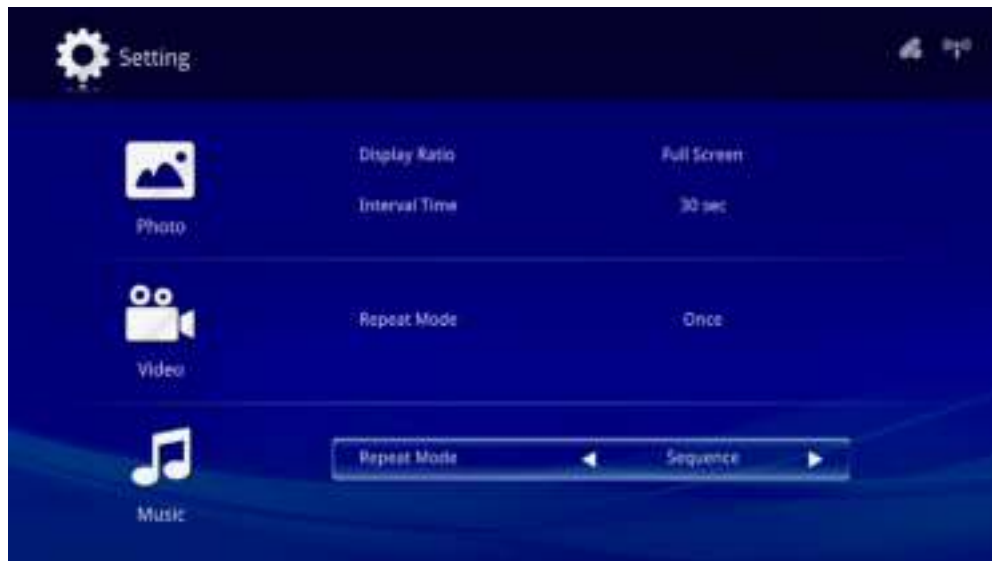 Setting
Display Ratio Full Screen
Interval Time 30 sec
Photo
Repeat Mode Once
Video
Repeat Mode Sequence
Music